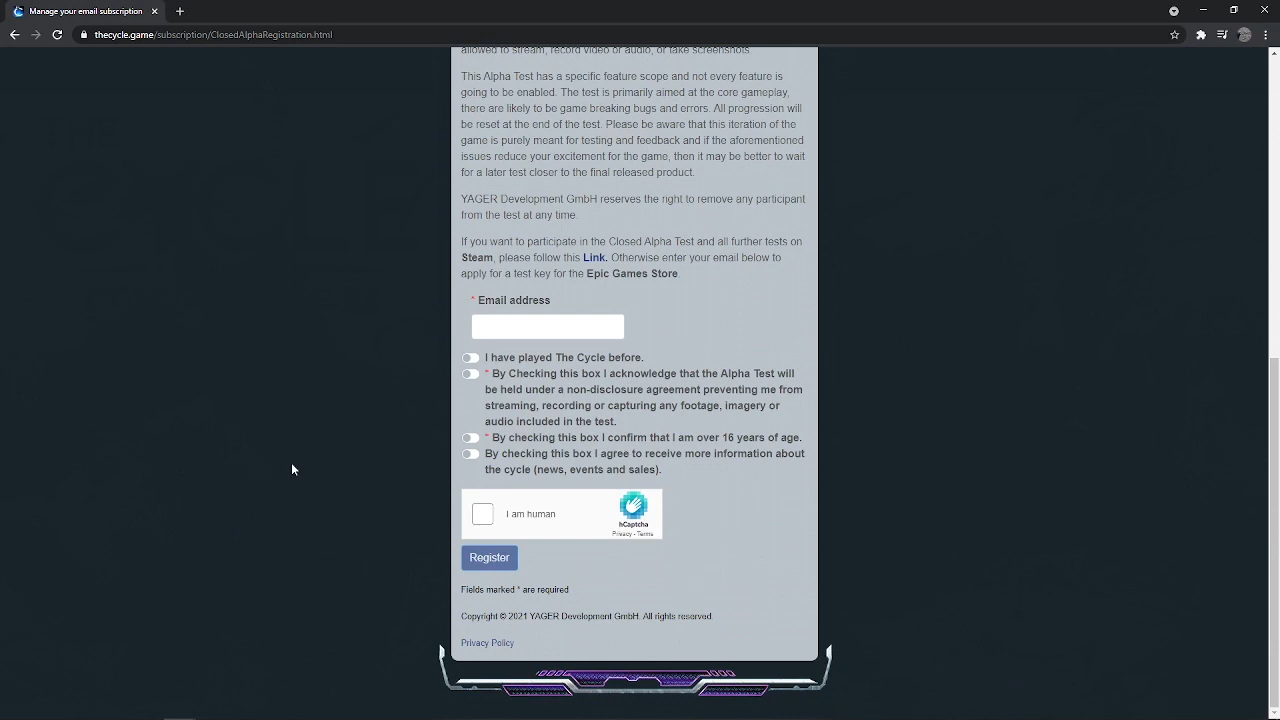 Manage your email subscription
thecycle.game/subscription/ClosedAlphaRegistration.html
allowed to stream, record video or audio, or take screenshots.
This Alpha Test has a specific feature scope and not every feature is
going to be enabled. The test is primarily aimed at the core gameplay,
there are likely to be game breaking bugs and errors. All progression will
be reset at the end of the test. Please be aware that this iteration of the
game is purely meant for testing and feedback and if the aforementioned
issues reduce your excitement for the game, then it may be better to wait
for a later test closer to the final released product.
YAGER Development GmbH reserves the right to remove any participant
from the test at any time.
If you want to participate in the Closed Alpha Test and all further tests on
Steam, please follow this Link. Otherwise enter your email below to
apply for a test key for the Epic Games Store.
* Email address
I have played The Cycle before.
* By Checking this box I acknowledge that the Alpha Test will
be held under a non-disclosure agreement preventing me from
streaming, recording or capturing any footage, imagery or
audio included in the test.
* By checking this box I confirm that I am over 16 years of age.
By checking this box I agree to receive more information about
the cycle (news, events and sales).
I am human
hCaptcha
Privacy - Terms
Register
Fields marked * are required
Copyright © 2021 YAGER Development GmbH. All rights reserved.
Privacy Policy